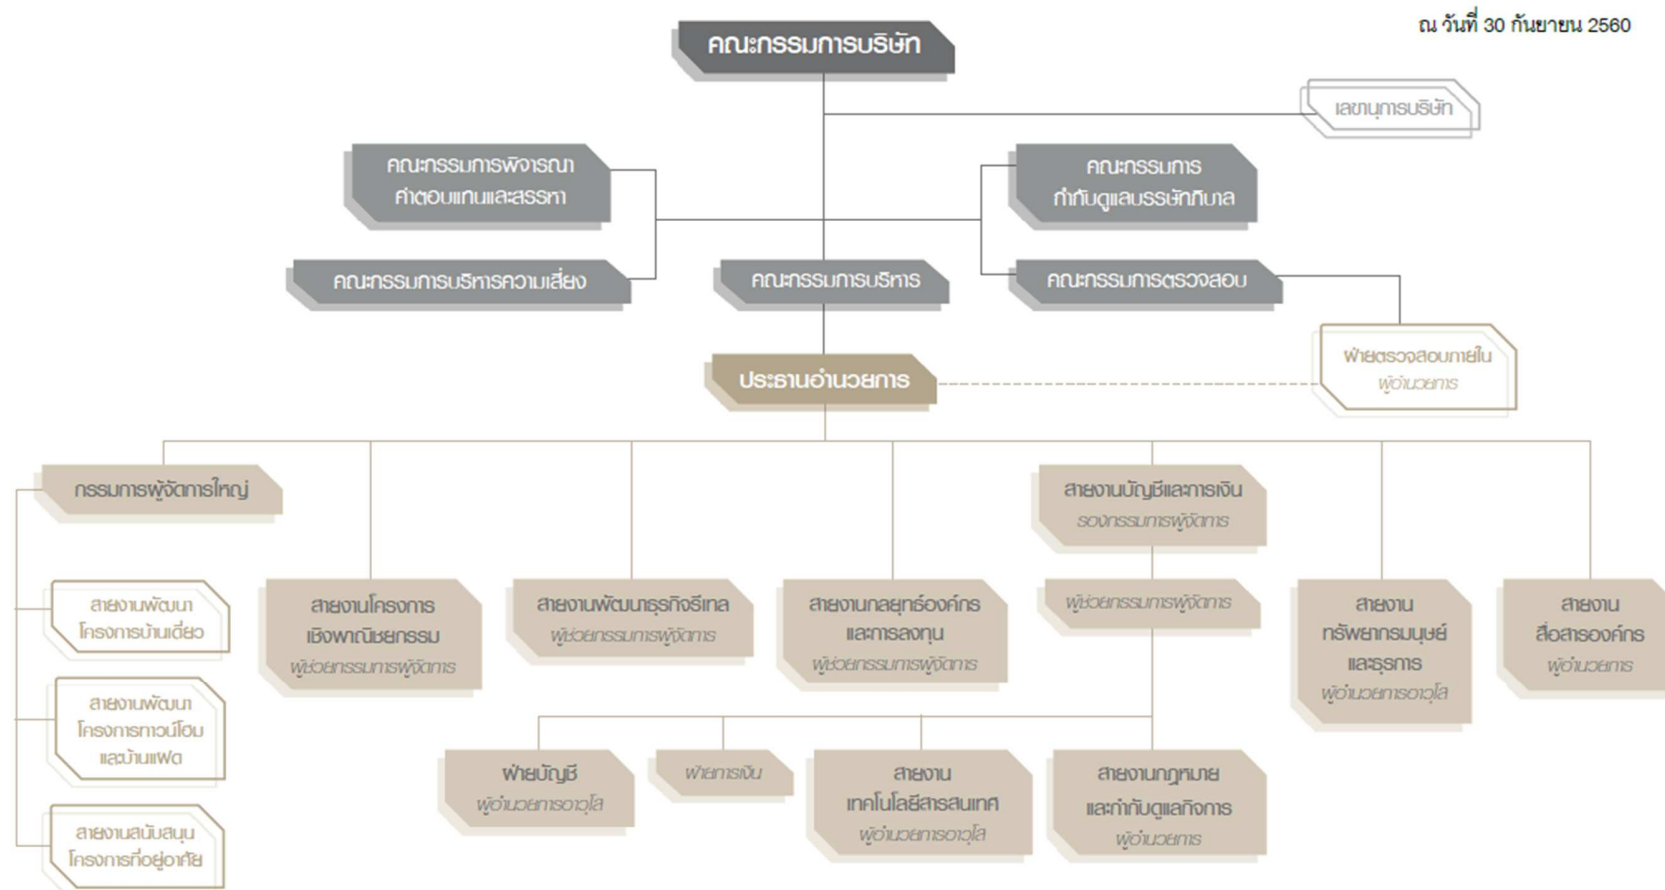 ณ วันที่ 30 กันยายน 2560
คณะกรรมการบริษัท
เลขานุการบริษัท
คณะกรรมการพิจารณา
ค่าตอบแทนและสรรหา
คณะกรรมการ
กำกับดูแลบรรษัทภิบาล
คณะกรรมการบริหารความเสี่ยง
คณะกรรมการบริหาร
คณะกรรมการตรวจสอบ
ประธานอำนวยการ
ฝ่ายตรวจสอบภายใน
ผู้อำนวยการ
กรรมการผู้จัดการใหญ่
สายงานบัญชีและการเงิน
รองกรรมการผู้จัดการ
สายงานพัฒนา
โครงการบ้านเดี่ยว
สายงานโครงการ
เชิงพาณิชยกรรม
ผู้ช่วยกรรมการผู้จัดการ
สายงานพัฒนาธุรกิจรีเทล
ผู้ช่วยกรรมการผู้จัดการ
สายงานกลยุทธ์องค์กร
และการลงทุน
ผู้ช่วยกรรมการผู้จัดการ
ผู้ช่วยกรรมการผู้จัดการ
สายงาน
ทรัพยากรมนุษย์
และธุรการ
ผู้อำนวยการอาวุโส
สายงาน
สื่อสารองค์กร
ผู้อำนวยการ
สายงานพัฒนา
โครงการทาวน์โฮม
และบ้านแฝด
ฝ่ายบัญชี
ผู้อำนวยการอาวุโส
ฝ่ายการเงิน
สายงาน
เทคโนโลยีสารสนเทศ
ผู้อำนวยการอาวุโส
สายงานกฎหมาย
และกำกับดูแลกิจการ
ผู้อำนวยการ
สายงานสนับสนุน
โครงการที่อยู่อาศัย